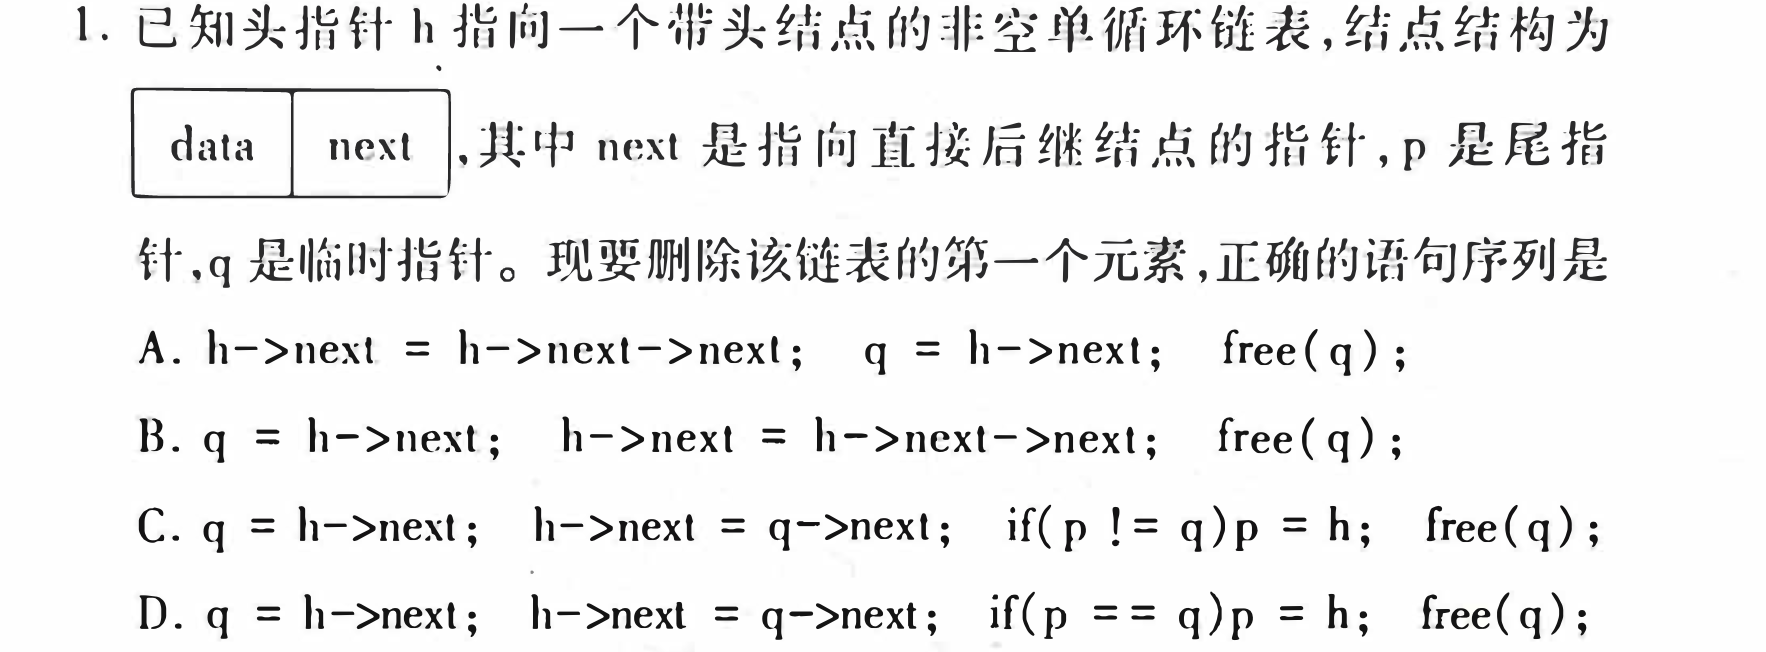 1. 已知头指针 h 指向一个带头结点的非空单循环链表,结点结构为
data next ,其中 next 是指向直接后继结点的指针,p 是尾指
针,q 是临时指针。现要删除该链表的第一个元素,正确的语句序列是
A. h->next = h->next->next; q = h->next; free(q);
B. q = h->next; h->next = h->next->next; free(q);
C. q = h->next; h->next = q->next; if(p != q)p = h; free(q);
D. q = h->next; h->next = q->next; if(p == q)p = h; free(q);